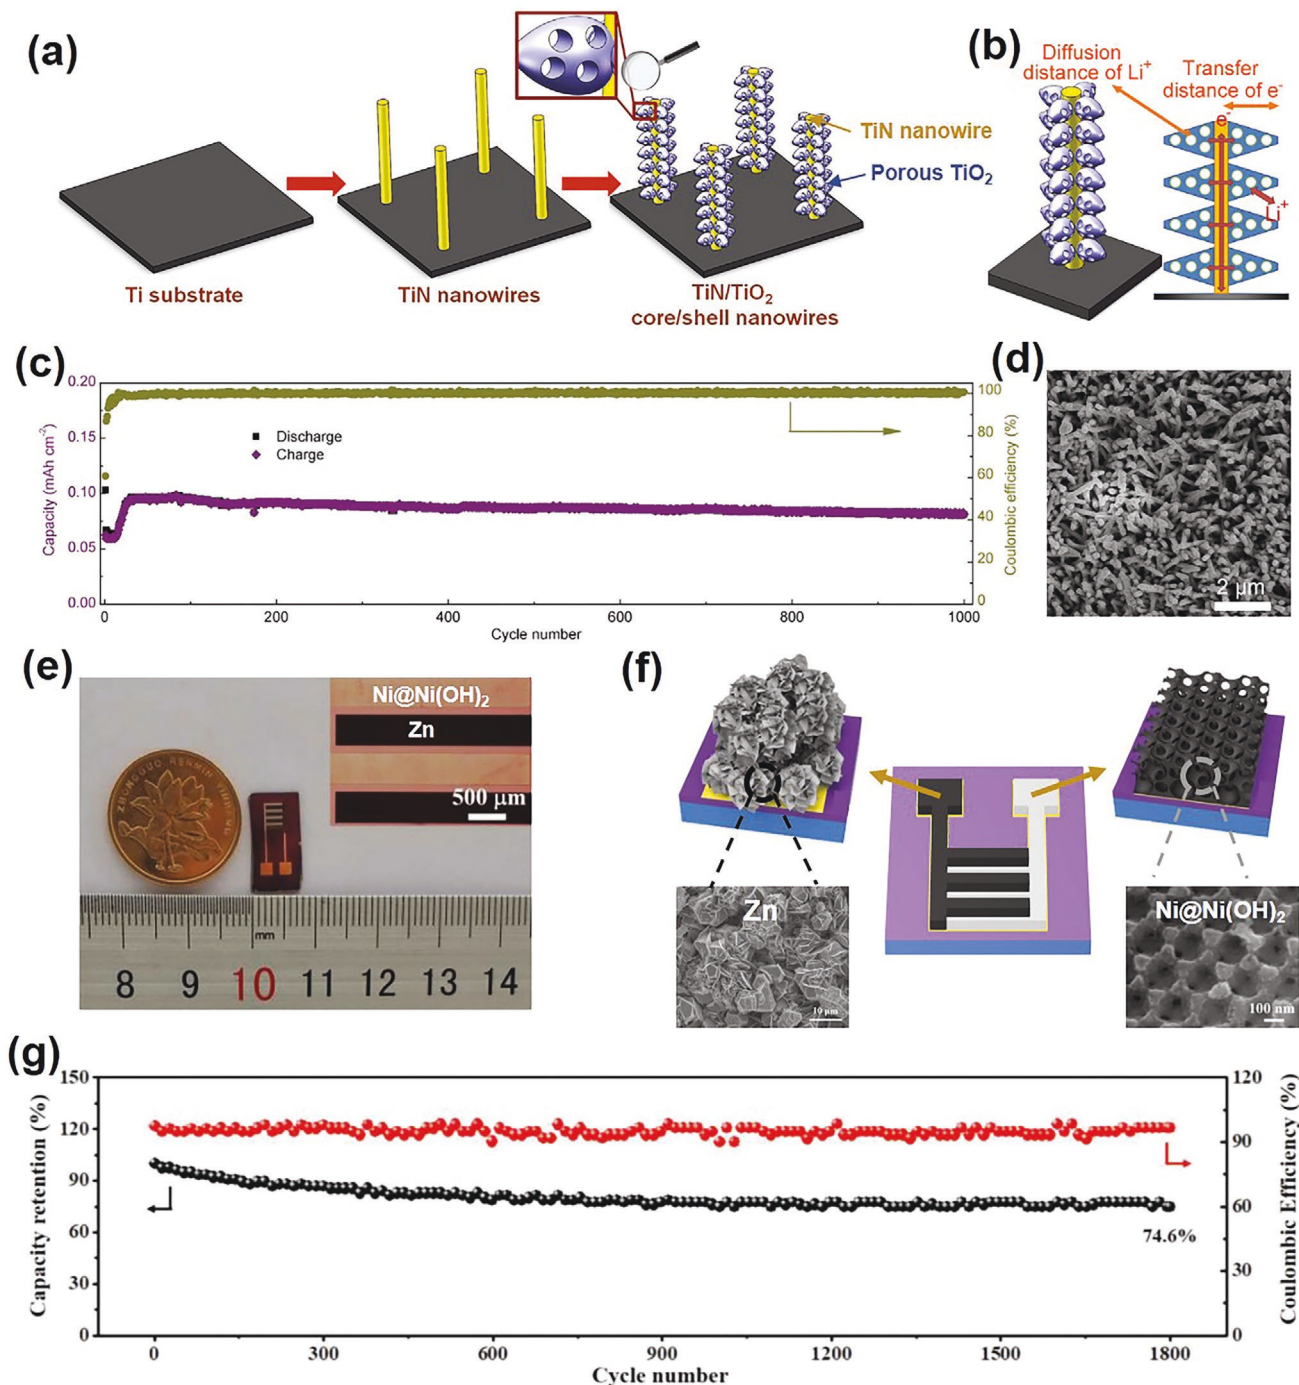 (a)
Ti substrate
TiN nanowires
TiN/TiO₂
core/shell nanowires
TiN nanowire
Porous TiO₂
(b)
Diffusion
distance of Li⁺
Transfer
distance of e⁻
e⁻
Li⁺
(c)
0.20
0.15
0.10
0.05
0.00
Capacity (mAh cm⁻²)
Discharge
Charge
100
80
60
40
20
0
Coulombic efficiency (%)
0 200 400 600 800 1000
Cycle number
(d)
2 μm
(e)
Ni@Ni(OH)₂
Zn
500 μm
mm
8 9 10 11 12 13 14
(f)
Zn
10 μm
Ni@Ni(OH)₂
100 nm
(g)
150
120
90
60
30
0
Capacity retention (%)
74.6%
120
90
60
30
0
Coulombic Efficiency (%)
0 300 600 900 1200 1500 1800
Cycle number